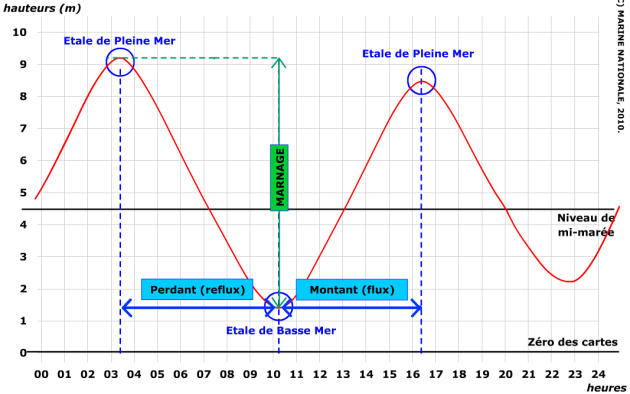 hauteurs (m)
C) MARINE NATIONALE, 2010.
10
Etale de Pleine Mer
Etale de Pleine Mer
9
8
7
6
MARNAGE
5
Niveau de
mi-marée
4
3
2
Perdant (reflux)
Montant (flux)
1
Etale de Basse Mer
Zéro des cartes
0
00 01 02 03 04 05 06 07 08 09 10 11 12 13 14 15 16 17 18 19 20 21 22 23 24
heures